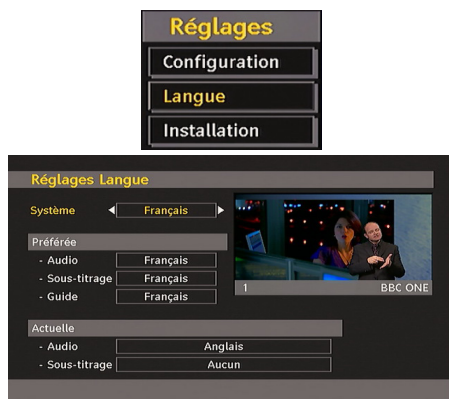 Réglages
Configuration
Langue
Installation
Réglages Langue
Système Français
Préférée
- Audio Français
- Sous-titrage Français
- Guide Français
1 BBC ONE
Actuelle
- Audio Anglais
- Sous-titrage Aucun